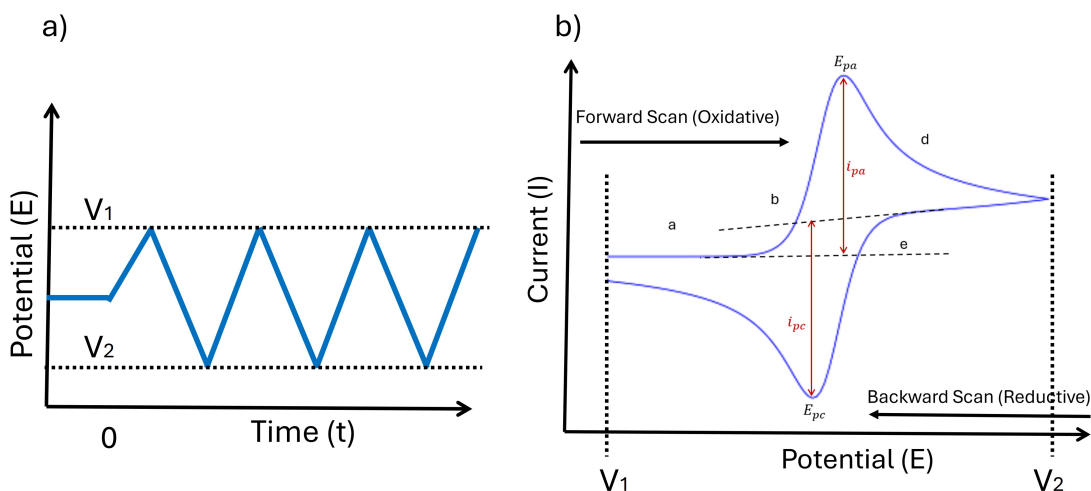 a)
Potential (E)
V1
V2
0
Time (t)
b)
Current (I)
Forward Scan (Oxidative)
Epa
d
ipa
b
a
e
ipc
Epc
Backward Scan (Reductive)
Potential (E)
V1
V2